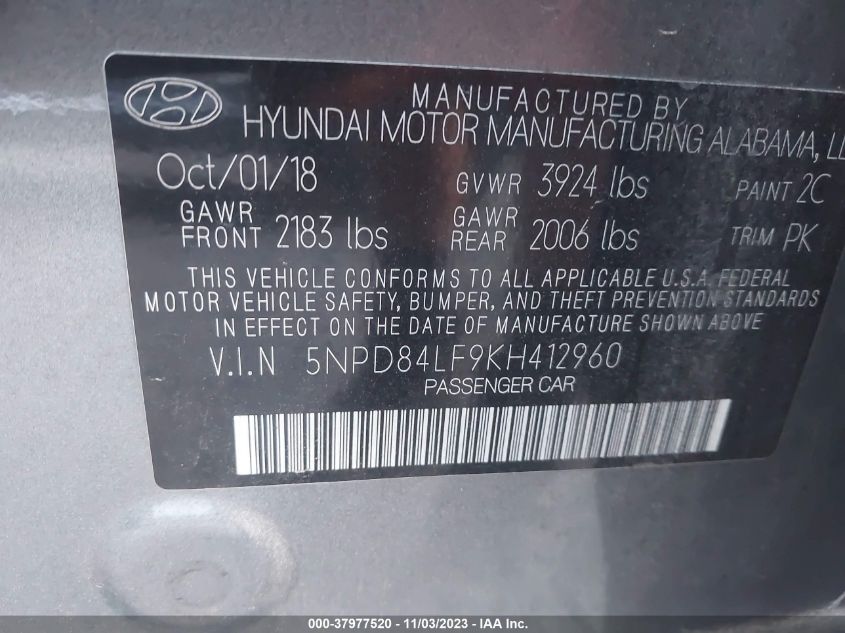 MANUFACTURED BY
HYUNDAI MOTOR MANUFACTURING ALABAMA,
Oct/01/18 GVWR 3924 lbs PAINT 2C
GAWR FRONT 2183 lbs GAWR REAR 2006 lbs TRIM PK
THIS VEHICLE CONFORMS TO ALL APPLICABLE U.S.A. FEDERAL
MOTOR VEHICLE SAFETY, BUMPER, AND THEFT PREVENTION STANDARDS
IN EFFECT ON THE DATE OF MANUFACTURE SHOWN ABOVE
V.I.N 5NPD84LF9KH412960
PASSENGER CAR
000-37977520 - 11/03/2023 - IAA Inc.